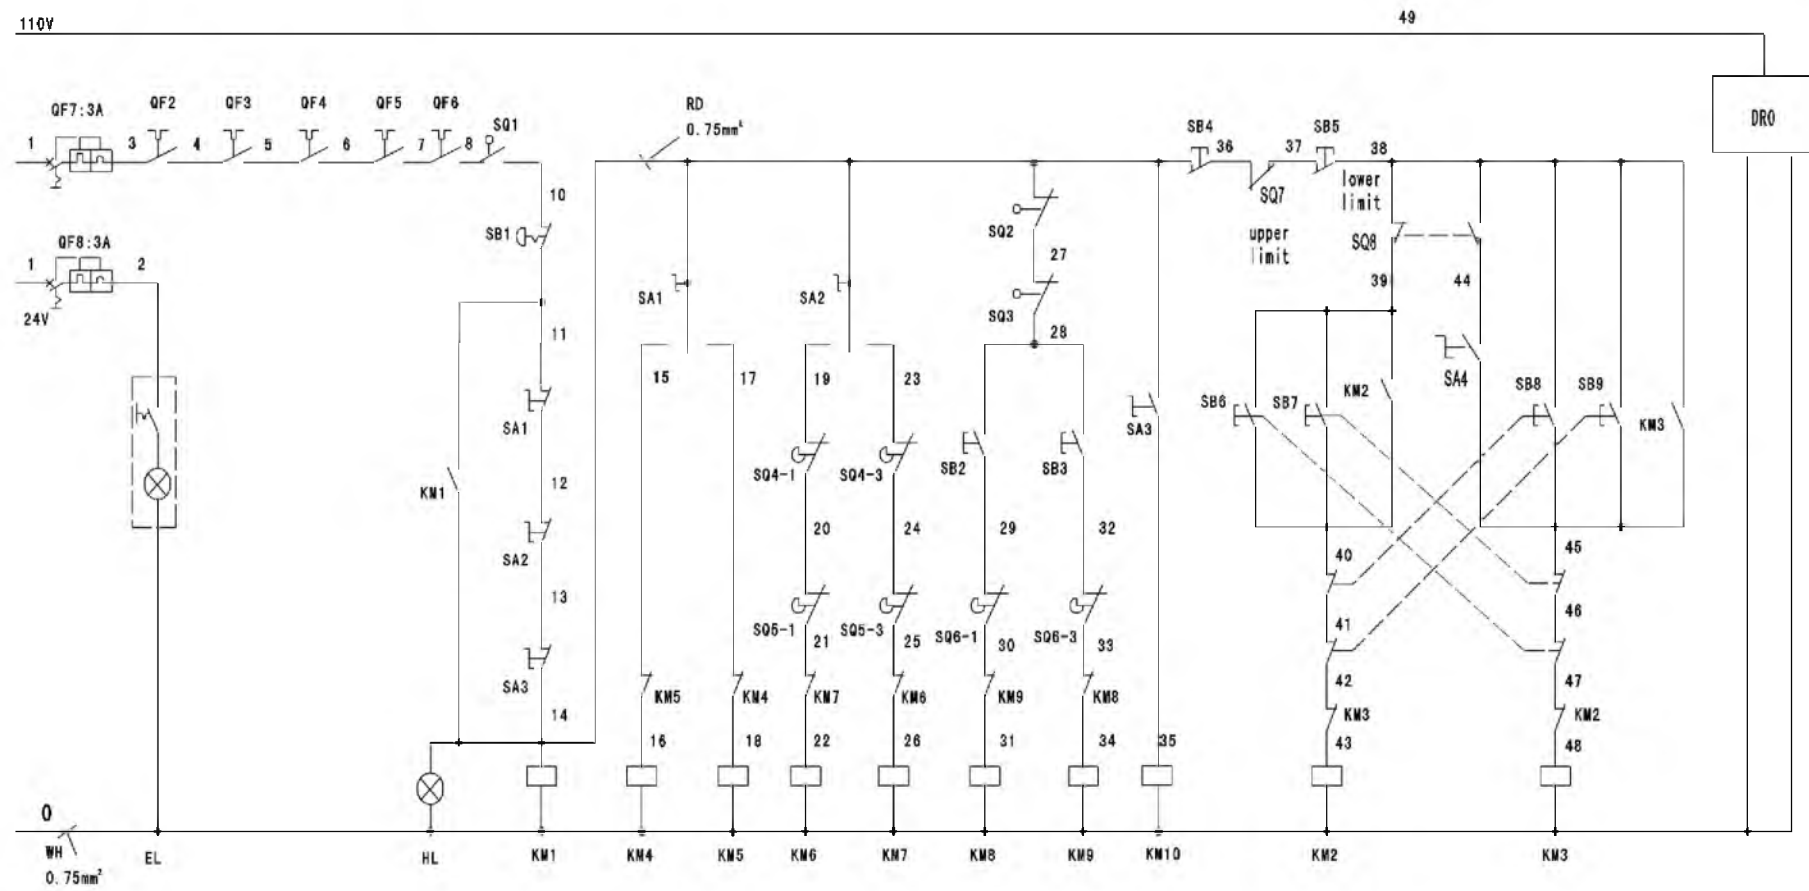 110V
49
QF7:3A
QF2
QF3
QF4
QF5
QF6
SQ1
RD
0.75mm²
SB4
SB5
DRO
1
3
4
5
6
7
8
36
37
38
SQ7
lower
limit
10
SB1
QF8:3A
1
2
24V
SQ2
upper
limit
SQ8
27
SA1
SA2
39
44
SQ3
28
11
15
17
19
23
SA4
SA1
KM2
SB6
SB7
SB8
SB9
KM3
SA3
SQ4-1
SQ4-3
SB2
SB3
KM1
12
20
24
29
32
SA2
40
45
13
41
46
SQ5-1
21
SQ5-3
25
SQ6-1
30
SQ6-3
33
SA3
42
47
KM5
KM4
KM7
KM6
KM9
KM8
14
KM3
KM2
16
18
22
26
31
34
35
43
48
0
WH
0.75mm²
EL
HL
KM1
KM4
KM5
KM6
KM7
KM8
KM9
KM10
KM2
KM3